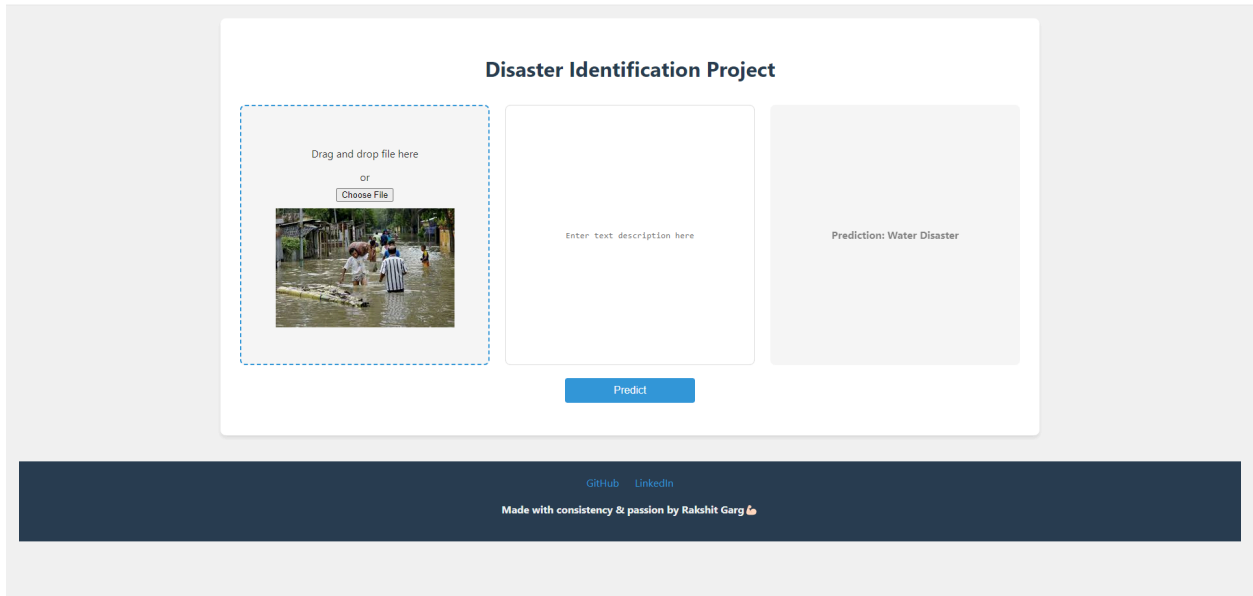 Disaster Identification Project
Drag and drop file here
or
Choose File
Enter text description here
Prediction: Water Disaster
Predict
GitHub LinkedIn
Made with consistency & passion by Rakshit Garg💪🏻